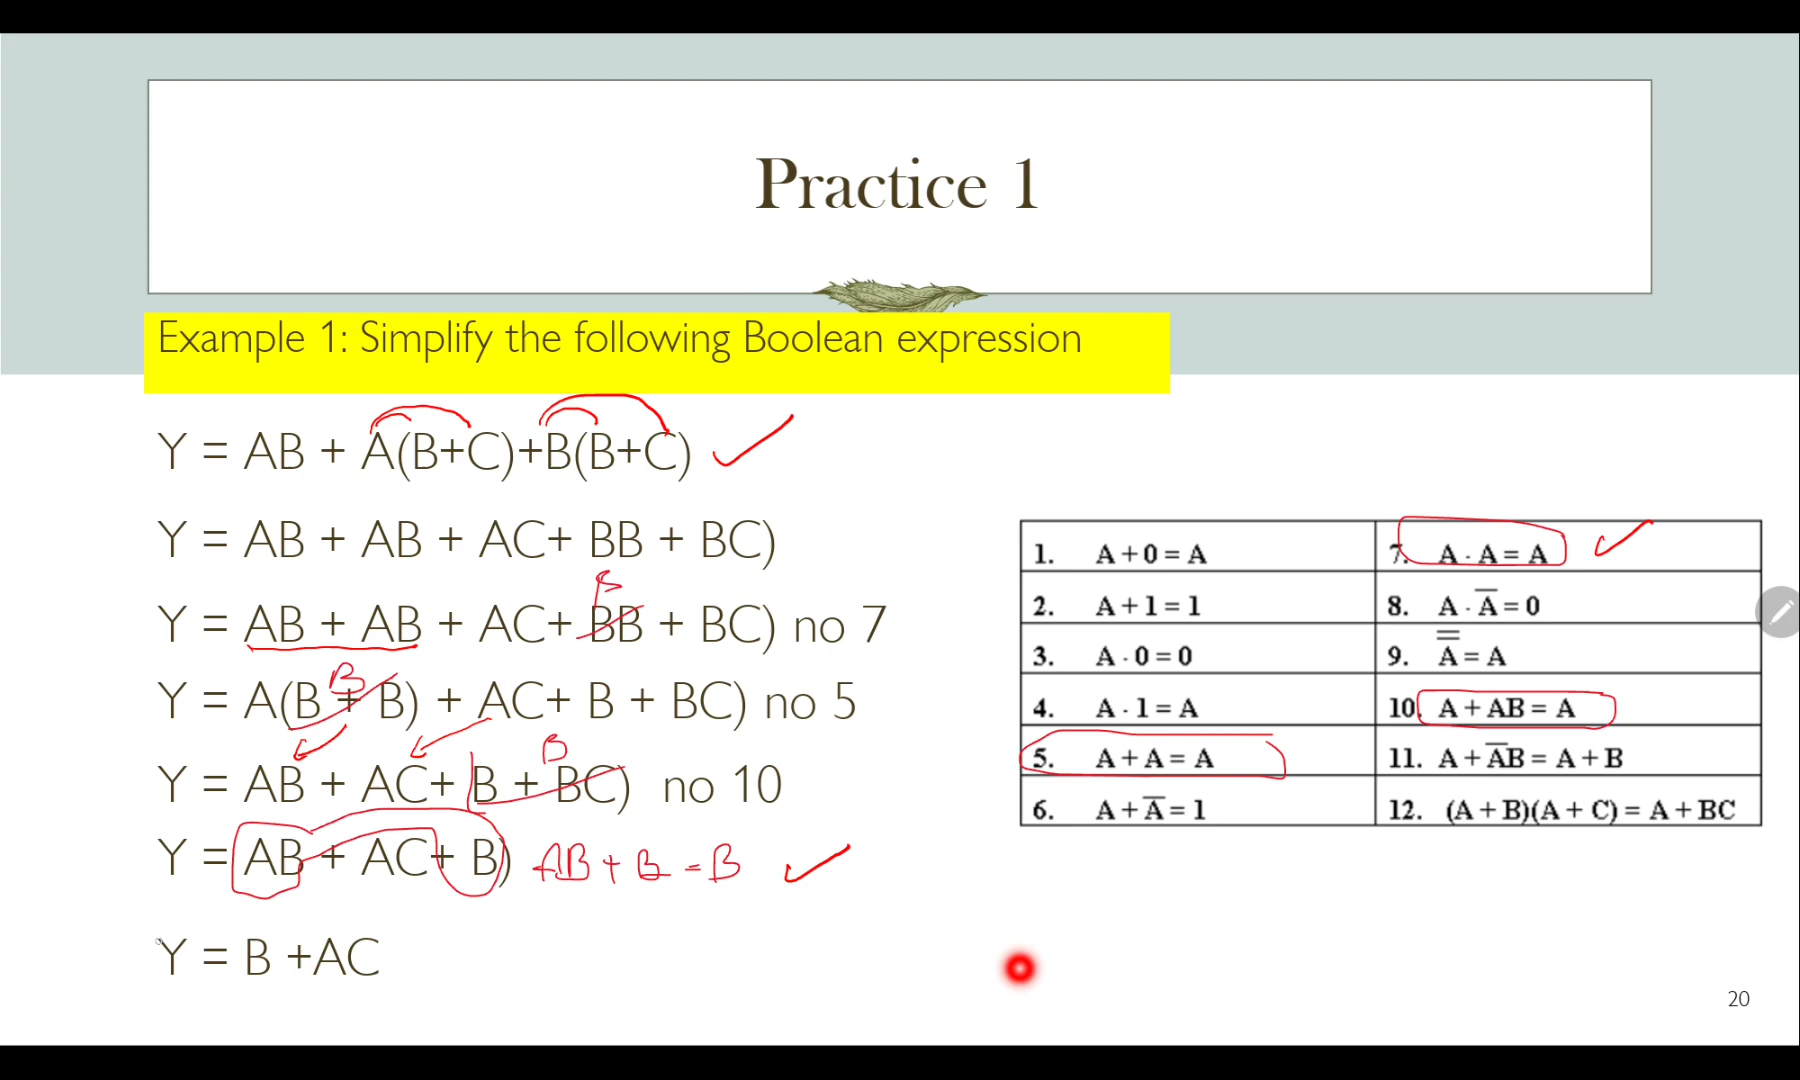 Practice 1
Example 1: Simplify the following Boolean expression
Y = AB + A(B+C)+B(B+C)
Y = AB + AB + AC+ BB + BC)
B
Y = AB + AB + AC+ BB + BC) no 7
B
Y = A(B + B) + AC+ B + BC) no 5
B
Y = AB + AC+ B + BC) no 10
Y = AB + AC+ B) AB + B = B
Y = B +AC
1. A + 0 = A
2. A + 1 = 1
3. A · 0 = 0
4. A · 1 = A
5. A + A = A
6. A + A̅ = 1
7. A · A = A
8. A · A̅ = 0
9. A̿ = A
10. A + AB = A
11. A + A̅B = A + B
12. (A + B)(A + C) = A + BC
20